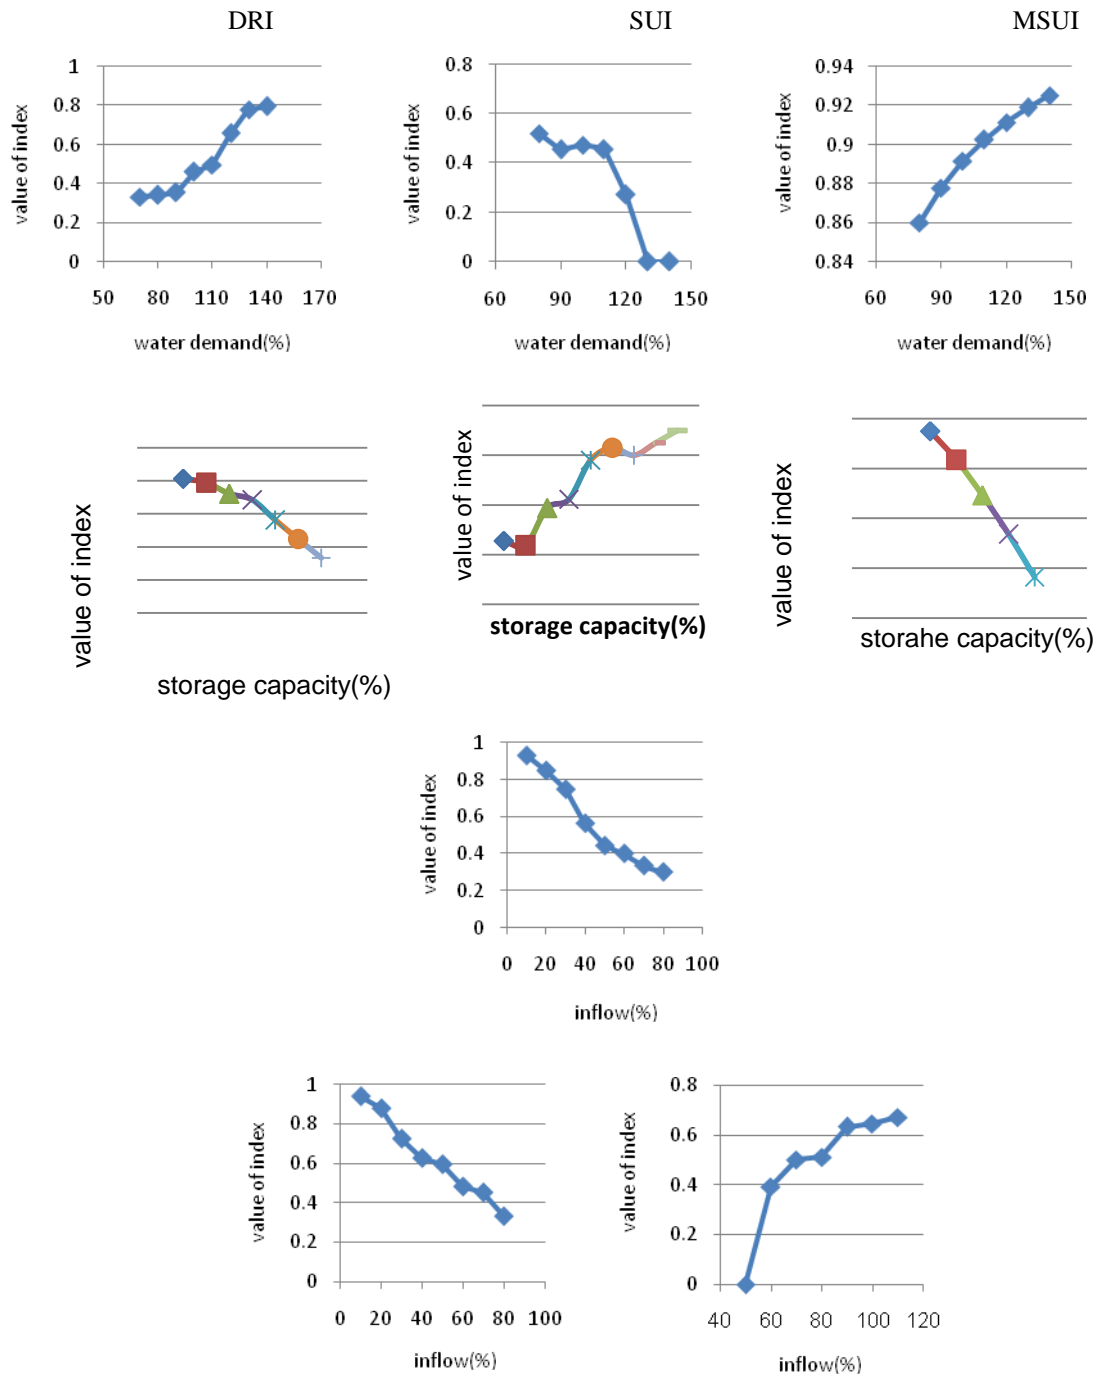 DRI SUI MSUI
value of index
1
0.8
0.6
0.4
0.2
0
50 80 110 140 170
water demand(%)
value of index
0.8
0.6
0.4
0.2
0
60 90 120 150
water demand(%)
value of index
0.94
0.92
0.9
0.88
0.86
0.84
60 90 120 150
water demand(%)
value of index
storage capacity(%)
value of index
storage capacity(%)
value of index
storahe capacity(%)
value of index
1
0.8
0.6
0.4
0.2
0
0 20 40 60 80 100
inflow(%)
value of index
1
0.8
0.6
0.4
0.2
0
0 20 40 60 80 100
inflow(%)
value of index
0.8
0.6
0.4
0.2
0
40 60 80 100 120
inflow(%)